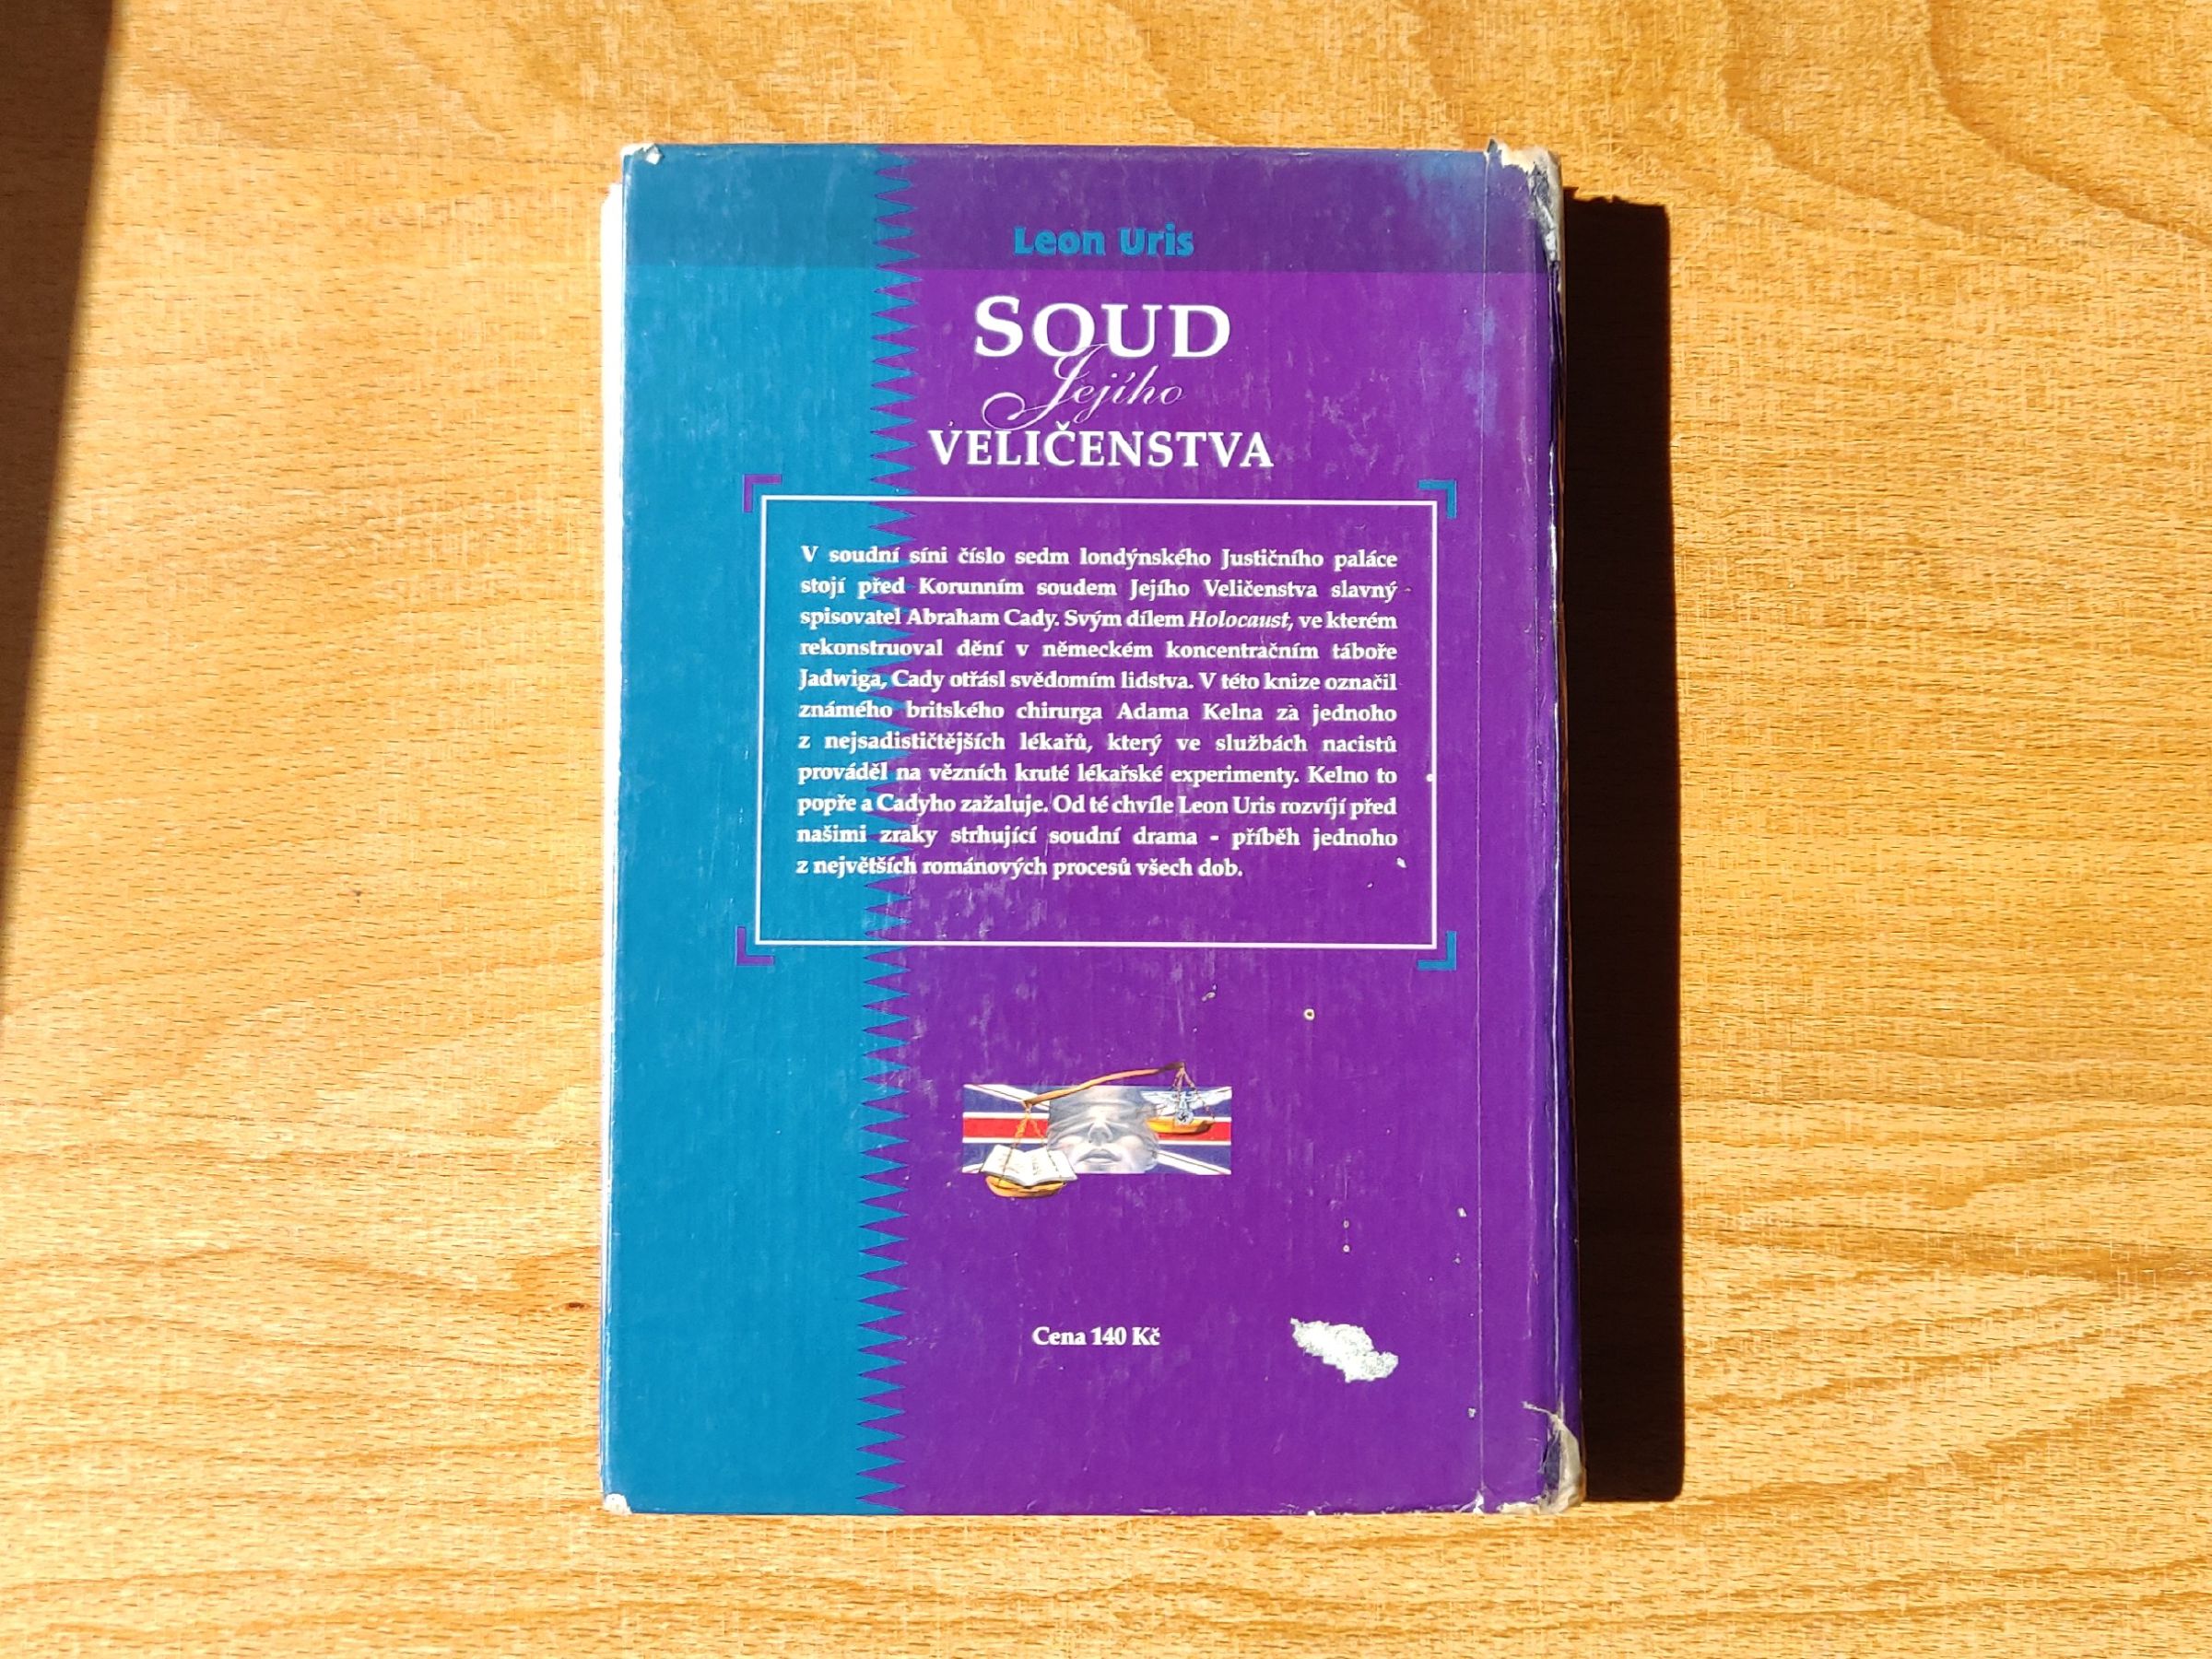 Leon Uris
SOUD
Jejího
VELIČENSTVA
V soudní síni číslo sedm londýnského Justičního paláce
stojí před Korunním soudem Jejího Veličenstva slavný
spisovatel Abraham Cady. Svým dílem Holocaust, ve kterém
rekonstruoval dění v německém koncentračním táboře
Jadwiga, Cady otřásl svědomím lidstva. V této knize označil
známého britského chirurga Adama Kelna za jednoho
z nejsadističtějších lékařů, který ve službách nacistů
prováděl na vězních kruté lékařské experimenty. Kelno to
popře a Cadyho zažaluje. Od té chvíle Leon Uris rozvíjí před
našimi zraky strhující soudní drama - příběh jednoho
z největších románových procesů všech dob.
Cena 140 Kč